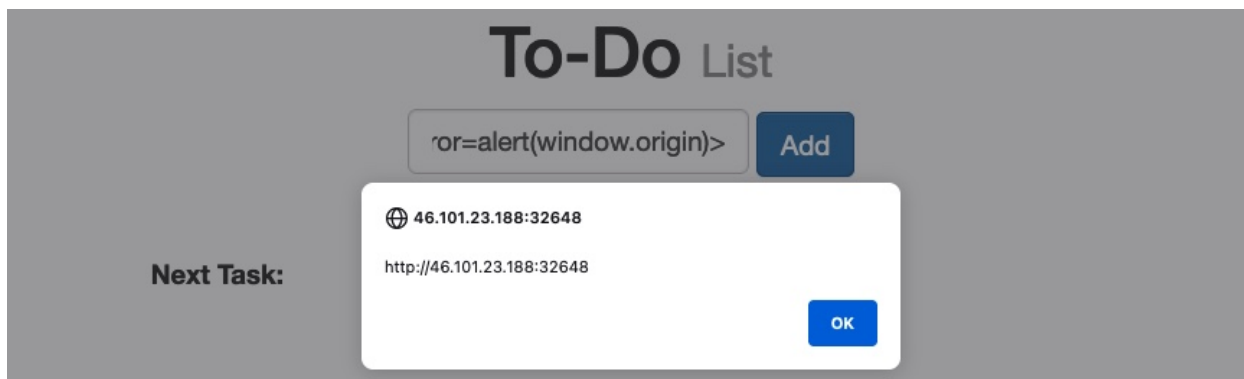 To-Do List
ror=alert(window.origin)>
Add
46.101.23.188:32648
http://46.101.23.188:32648
Next Task:
OK